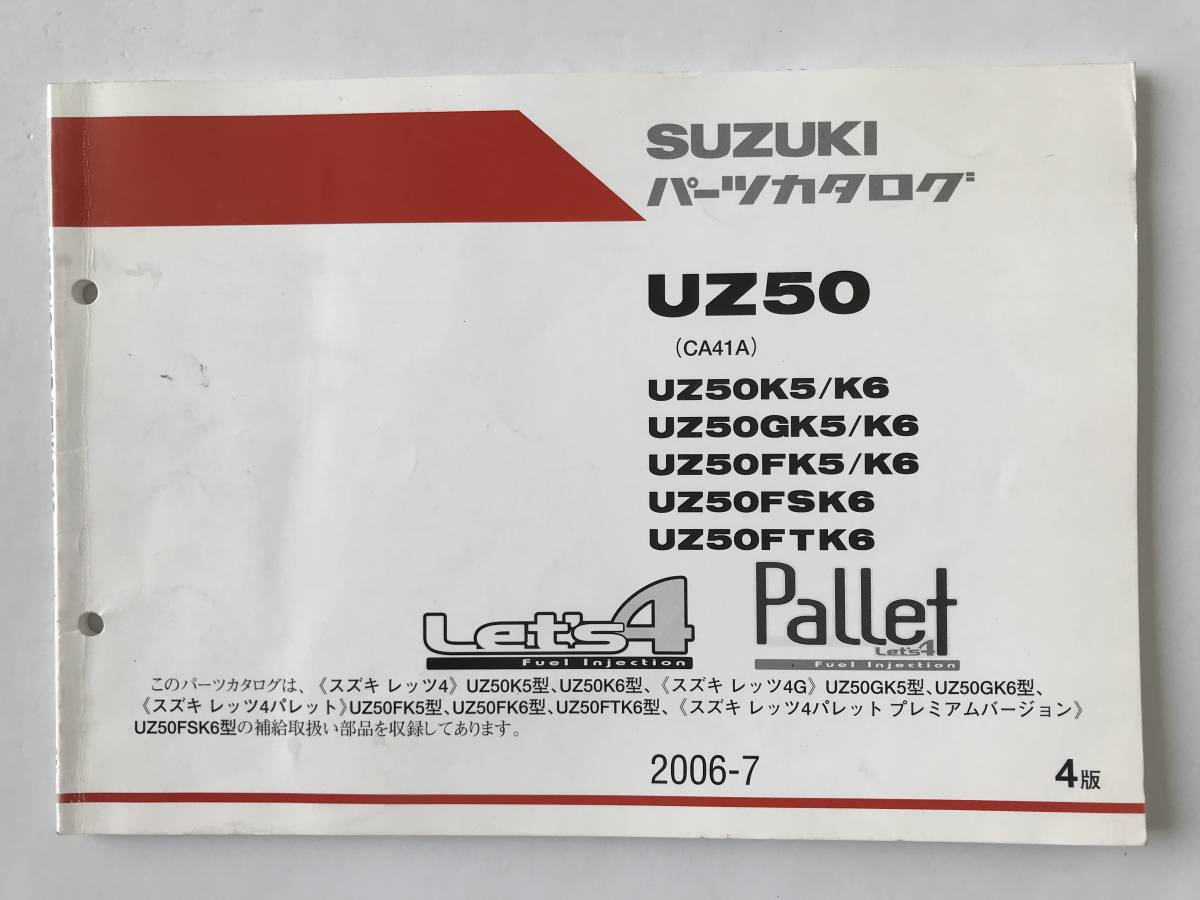 SUZUKI
パーツカタログ
UZ50
(CA41A)
UZ50K5/K6
UZ50GK5/K6
UZ50FK5/K6
UZ50FSK6
UZ50FTK6
Let's4
Fuel Injection
Pallet
Let's4
Fuel Injection
このパーツカタログは、《スズキ レッツ4》UZ50K5型、UZ50K6型、《スズキ レッツ4G》UZ50GK5型、UZ50GK6型、
《スズキ レッツ4パレット》UZ50FK5型、UZ50FK6型、UZ50FTK6型、《スズキ レッツ4パレット プレミアムバージョン》
UZ50FSK6型の補給取扱い部品を収録してあります。
2006-7
4版